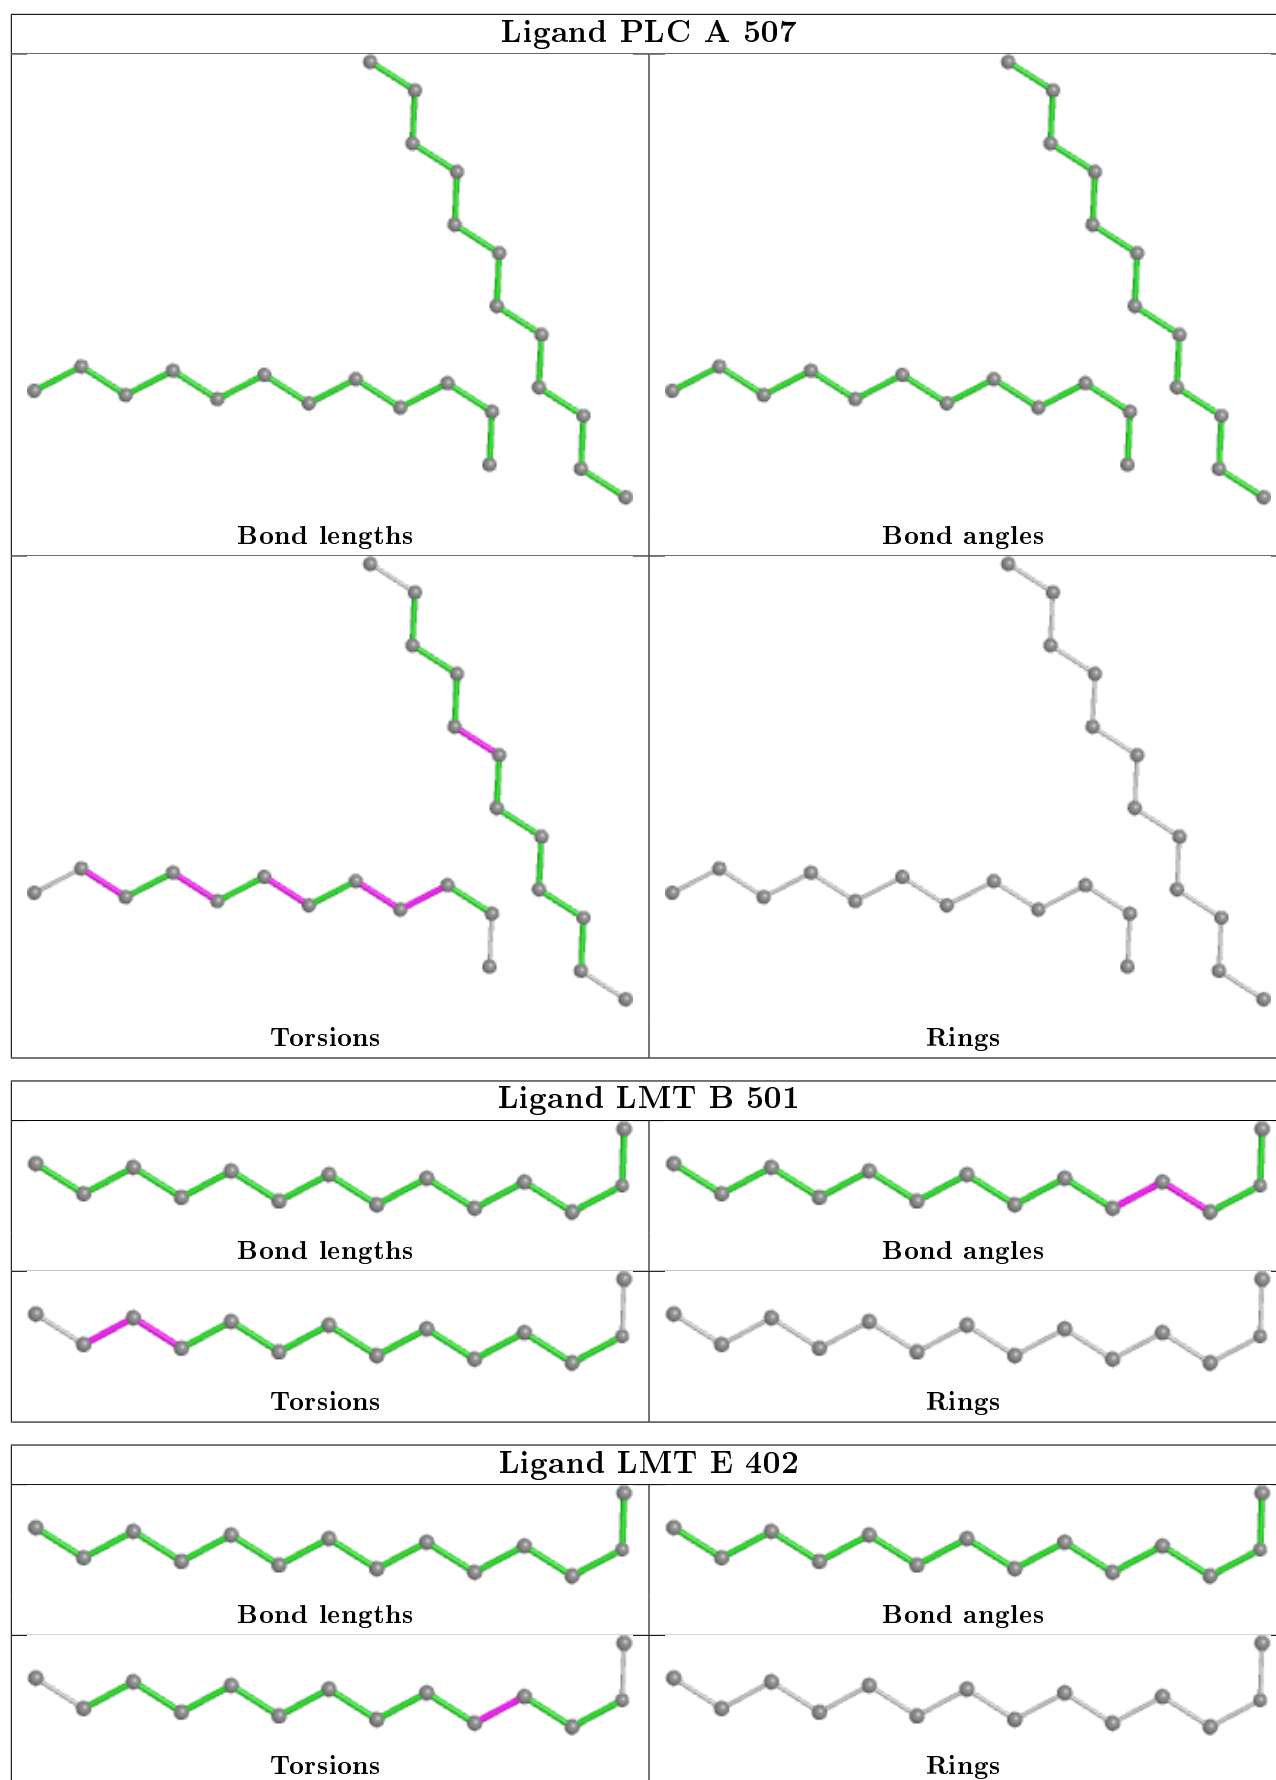 Ligand PLC A 507
Bond lengths
Bond angles
Torsions
Rings
Ligand LMT B 501
Bond lengths
Bond angles
Torsions
Rings
Ligand LMT E 402
Bond lengths
Bond angles
Torsions
Rings